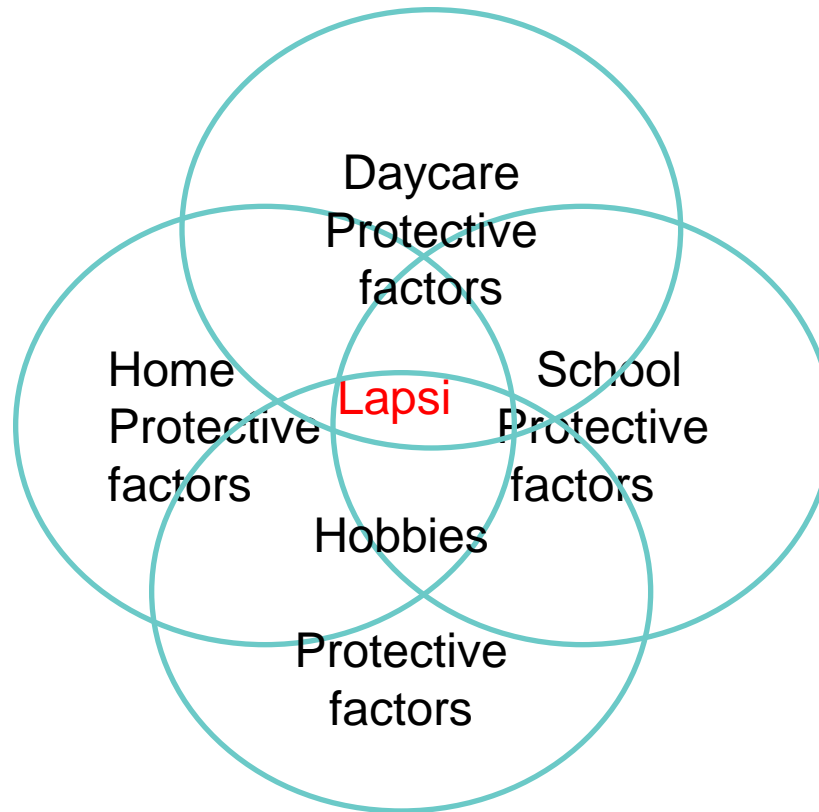 Daycare
Protective
factors
Home
Protective
factors
Lapsi
School
Protective
factors
Hobbies
Protective
factors